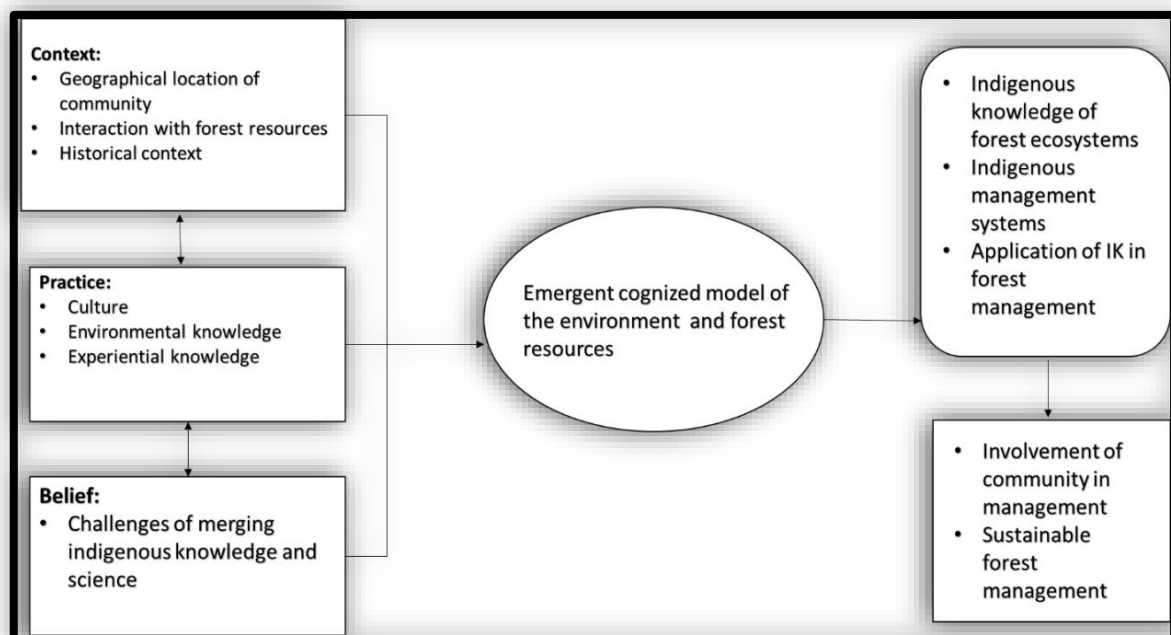 Context:
• Geographical location of
community
• Interaction with forest resources
• Historical context
Practice:
• Culture
• Environmental knowledge
• Experiential knowledge
Belief:
• Challenges of merging
indigenous knowledge and
science
Emergent cognized model of
the environment and forest
resources
• Indigenous
knowledge of
forest ecosystems
• Indigenous
management
systems
• Application of IK in
forest
management
• Involvement of
community in
management
• Sustainable
forest
management